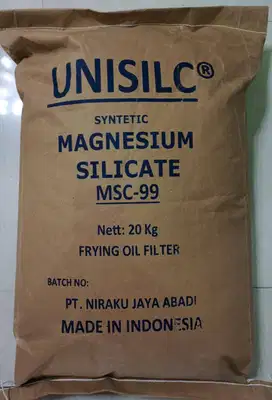 UNISILC®
SYNTETIC
MAGNESIUM
SILICATE
MSC-99
Nett: 20 Kg
FRYING OIL FILTER
BATCH NO:
PT. NIRAKU JAYA ABADI
MADE IN INDONESIA